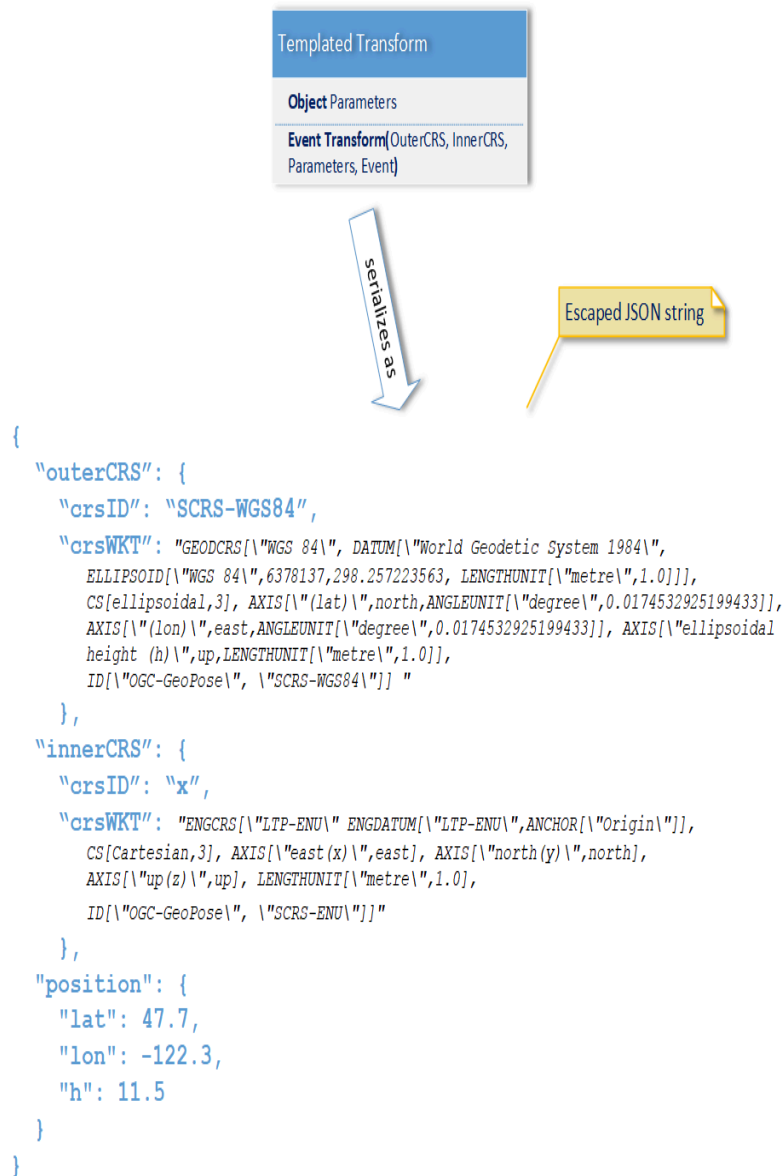 Templated Transform
Object Parameters
Event Transform(OuterCRS, InnerCRS,
Parameters, Event)
serializes as
Escaped JSON string
{
“outerCRS”: {
“crsID”: “SCRS-WGS84”,
“crsWKT”: "GEODCRS[\"WGS 84\", DATUM[\"World Geodetic System 1984\",
ELLIPSOID[\"WGS 84\",6378137,298.257223563, LENGTHUNIT[\"metre\",1.0]]],
CS[ellipsoidal,3], AXIS[\"(lat)\",north,ANGLEUNIT[\"degree\",0.0174532925199433]],
AXIS[\"(lon)\",east,ANGLEUNIT[\"degree\",0.0174532925199433]], AXIS[\"ellipsoidal
height (h)\",up,LENGTHUNIT[\"metre\",1.0]],
ID[\"OGC-GeoPose\", \"SCRS-WGS84\"]] "
},
“innerCRS”: {
“crsID”: “x”,
“crsWKT”: "ENGCRS[\"LTP-ENU\" ENGDATUM[\"LTP-ENU\",ANCHOR[\"Origin\"]],
CS[Cartesian,3], AXIS[\"east(x)\",east], AXIS[\"north(y)\",north],
AXIS[\"up(z)\",up], LENGTHUNIT[\"metre\",1.0],
ID[\"OGC-GeoPose\", \"SCRS-ENU\"]]"
},
"position": {
"lat": 47.7,
"lon": -122.3,
"h": 11.5
}
}